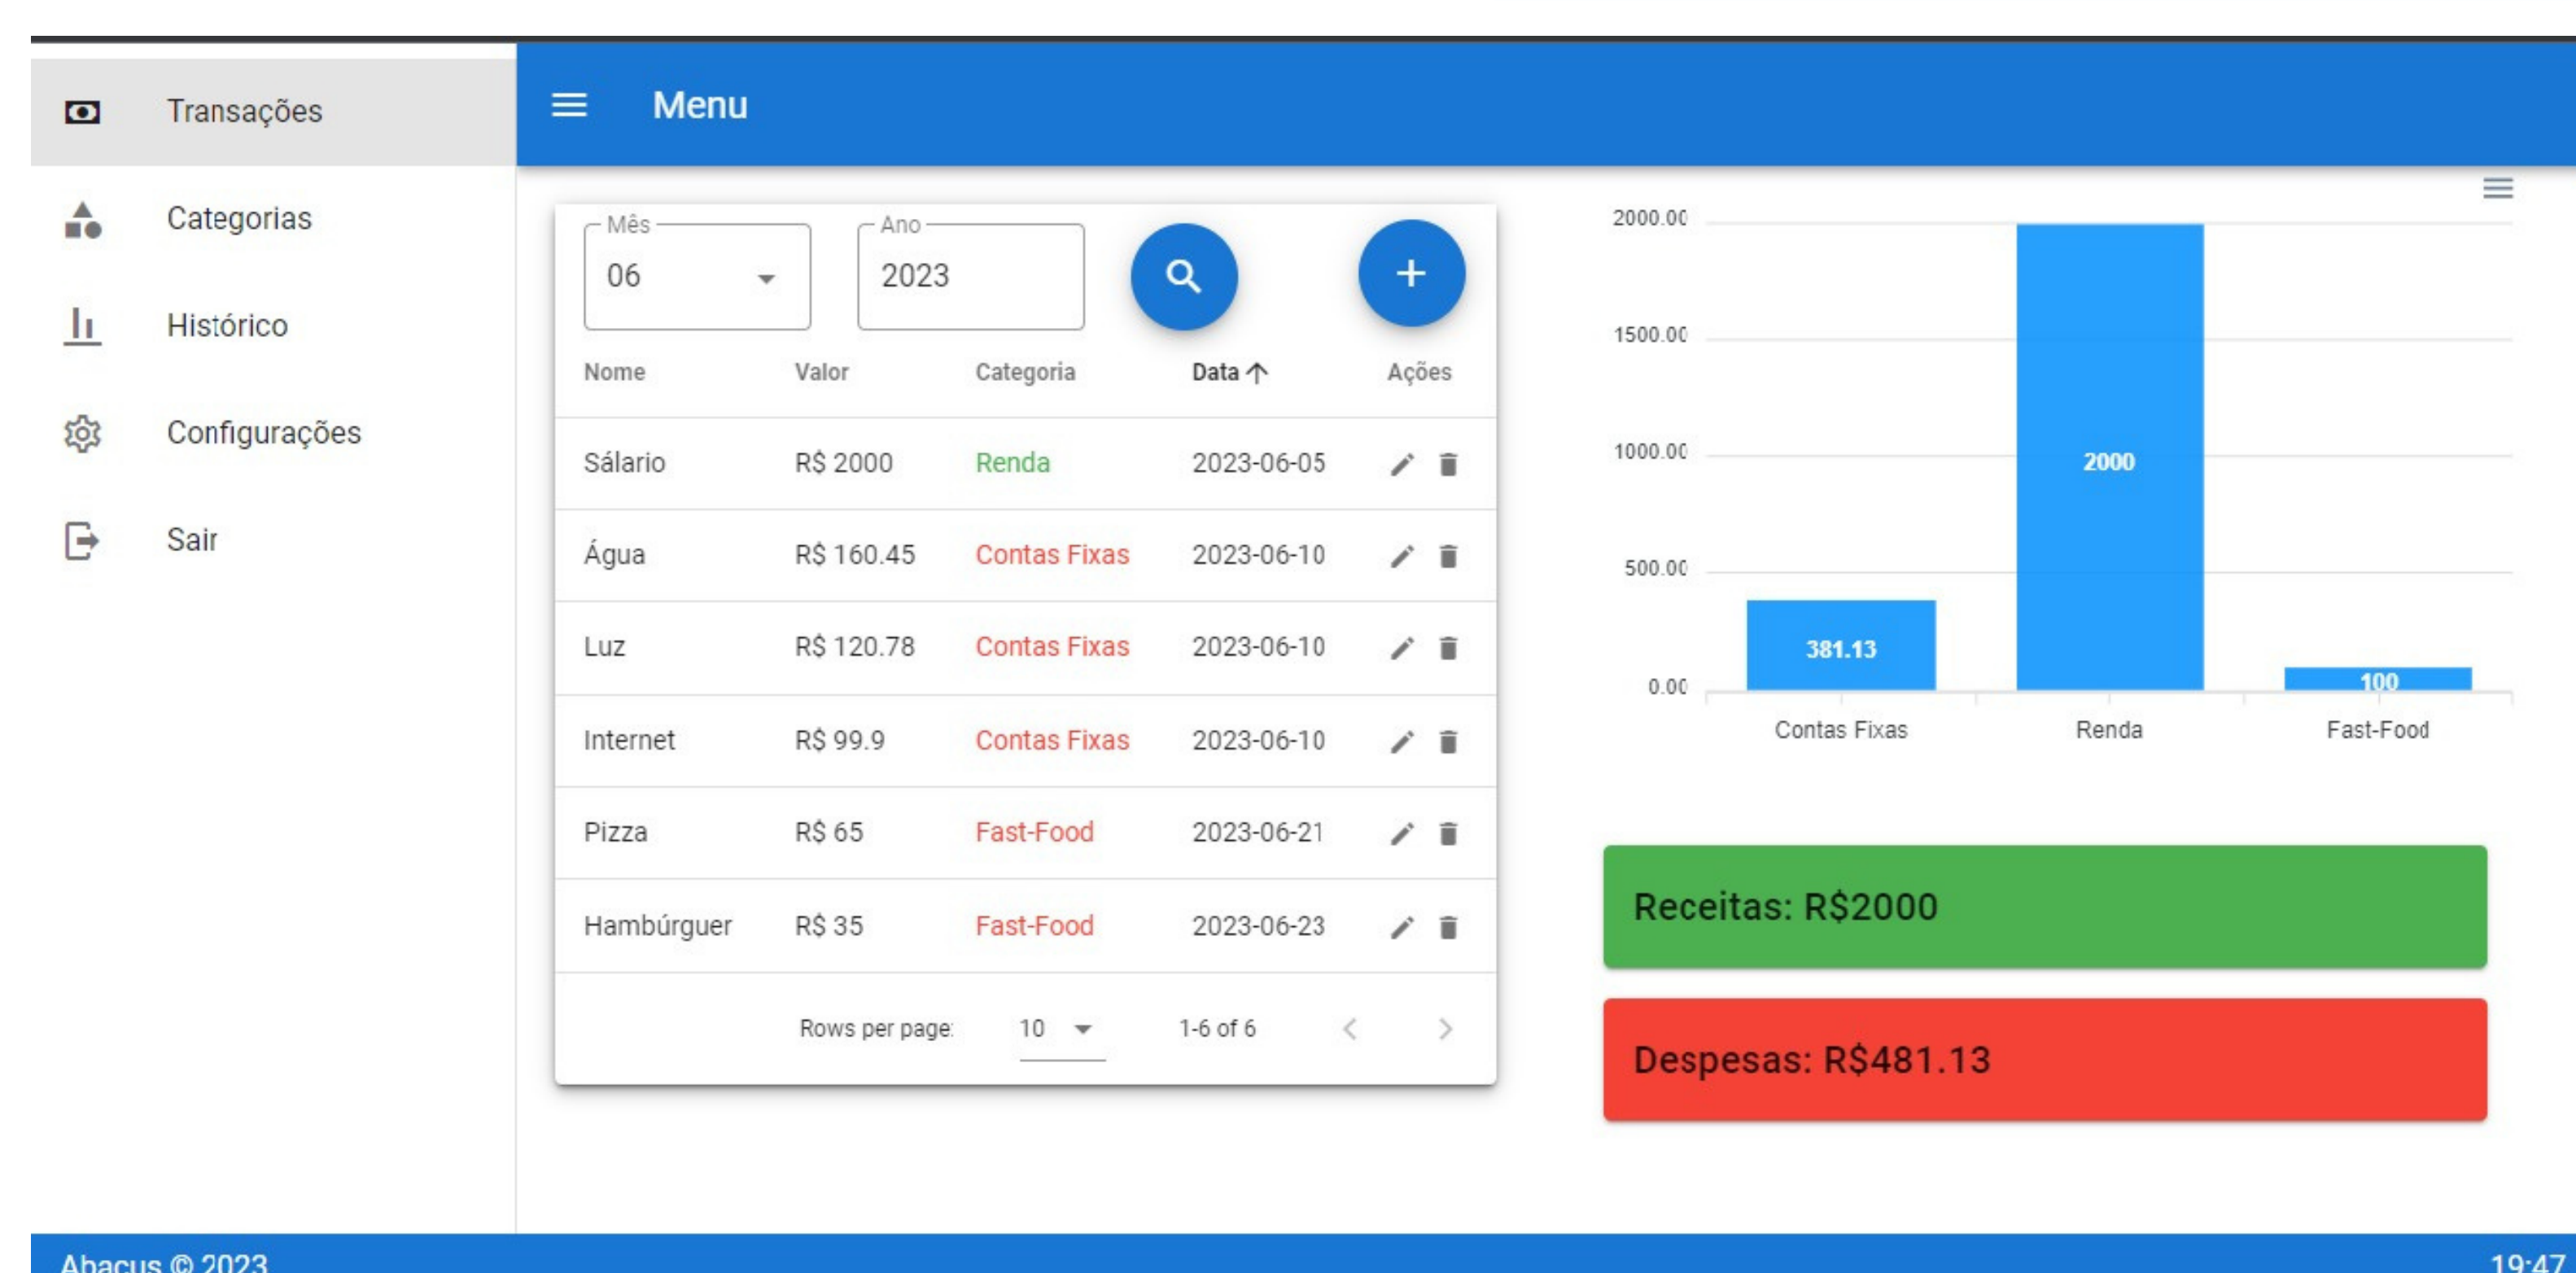 Transações
Categorias
Histórico
Configurações
Sair
Menu
Mês
06
Ano
2023
Nome Valor Categoria Data Ações
Sálario R$ 2000 Renda 2023-06-05
Água R$ 160.45 Contas Fixas 2023-06-10
Luz R$ 120.78 Contas Fixas 2023-06-10
Internet R$ 99.9 Contas Fixas 2023-06-10
Pizza R$ 65 Fast-Food 2023-06-21
Hambúrguer R$ 35 Fast-Food 2023-06-23
Rows per page: 10 1-6 of 6
2000.00
1500.00
1000.00
500.00
0.00
2000
381.13
100
Contas Fixas Renda Fast-Food
Receitas: R$2000
Despesas: R$481.13
Abacus © 2023
19:47